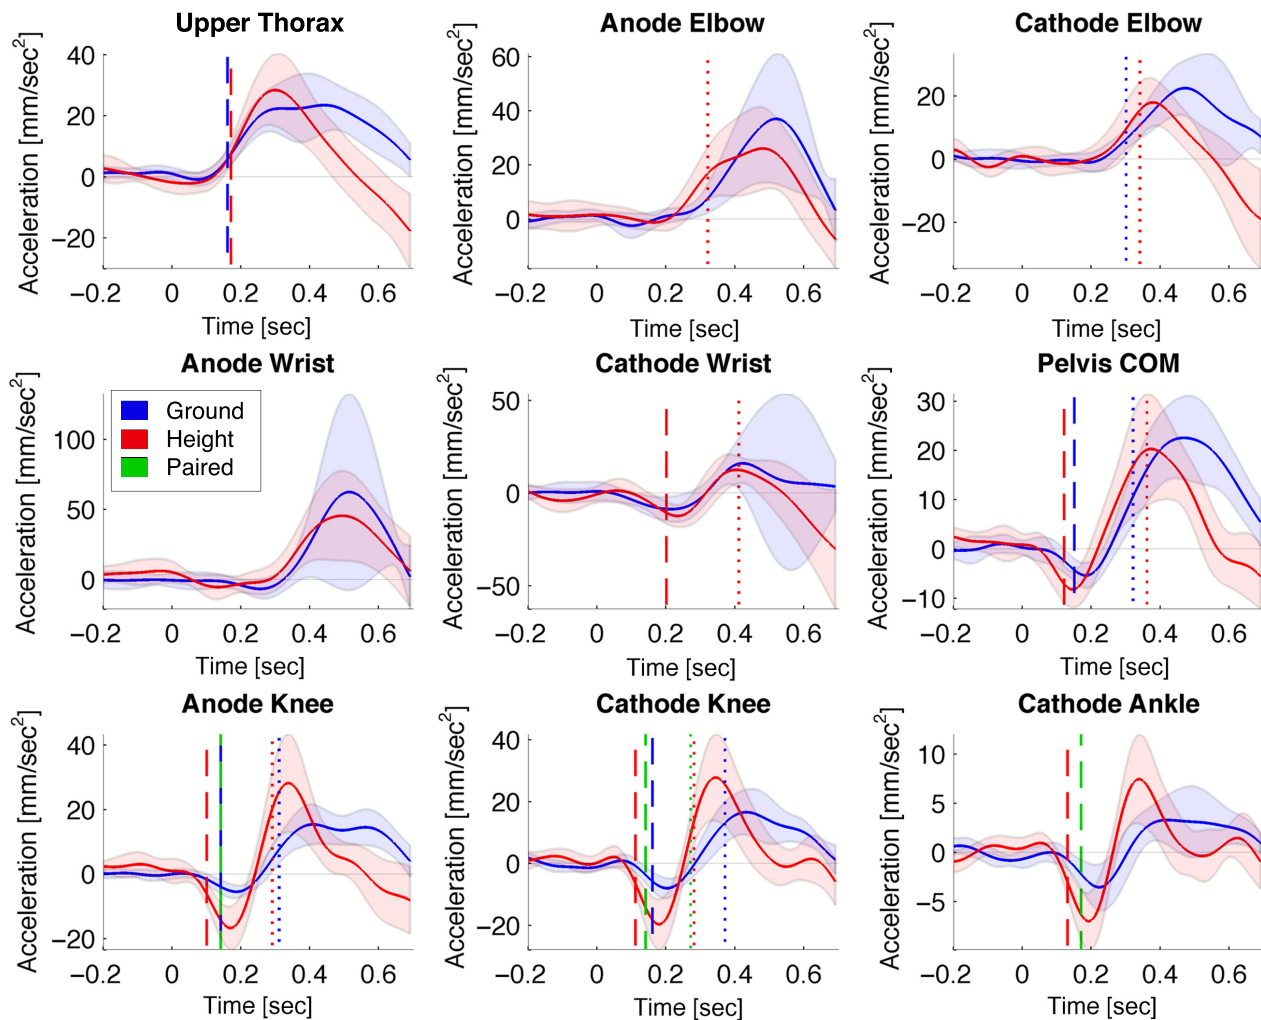 Upper Thorax
Acceleration [mm/sec²]
40
20
0
−20
−0.2 0 0.2 0.4 0.6
Time [sec]
Anode Elbow
Acceleration [mm/sec²]
60
40
20
0
−0.2 0 0.2 0.4 0.6
Time [sec]
Cathode Elbow
Acceleration [mm/sec²]
20
0
−20
−0.2 0 0.2 0.4 0.6
Time [sec]
Anode Wrist
Acceleration [mm/sec²]
Ground
Height
Paired
100
50
0
−0.2 0 0.2 0.4 0.6
Time [sec]
Cathode Wrist
Acceleration [mm/sec²]
50
0
−50
−0.2 0 0.2 0.4 0.6
Time [sec]
Pelvis COM
Acceleration [mm/sec²]
30
20
10
0
−10
−0.2 0 0.2 0.4 0.6
Time [sec]
Anode Knee
Acceleration [mm/sec²]
40
20
0
−20
−0.2 0 0.2 0.4 0.6
Time [sec]
Cathode Knee
Acceleration [mm/sec²]
40
20
0
−20
−0.2 0 0.2 0.4 0.6
Time [sec]
Cathode Ankle
Acceleration [mm/sec²]
10
5
0
−5
−0.2 0 0.2 0.4 0.6
Time [sec]